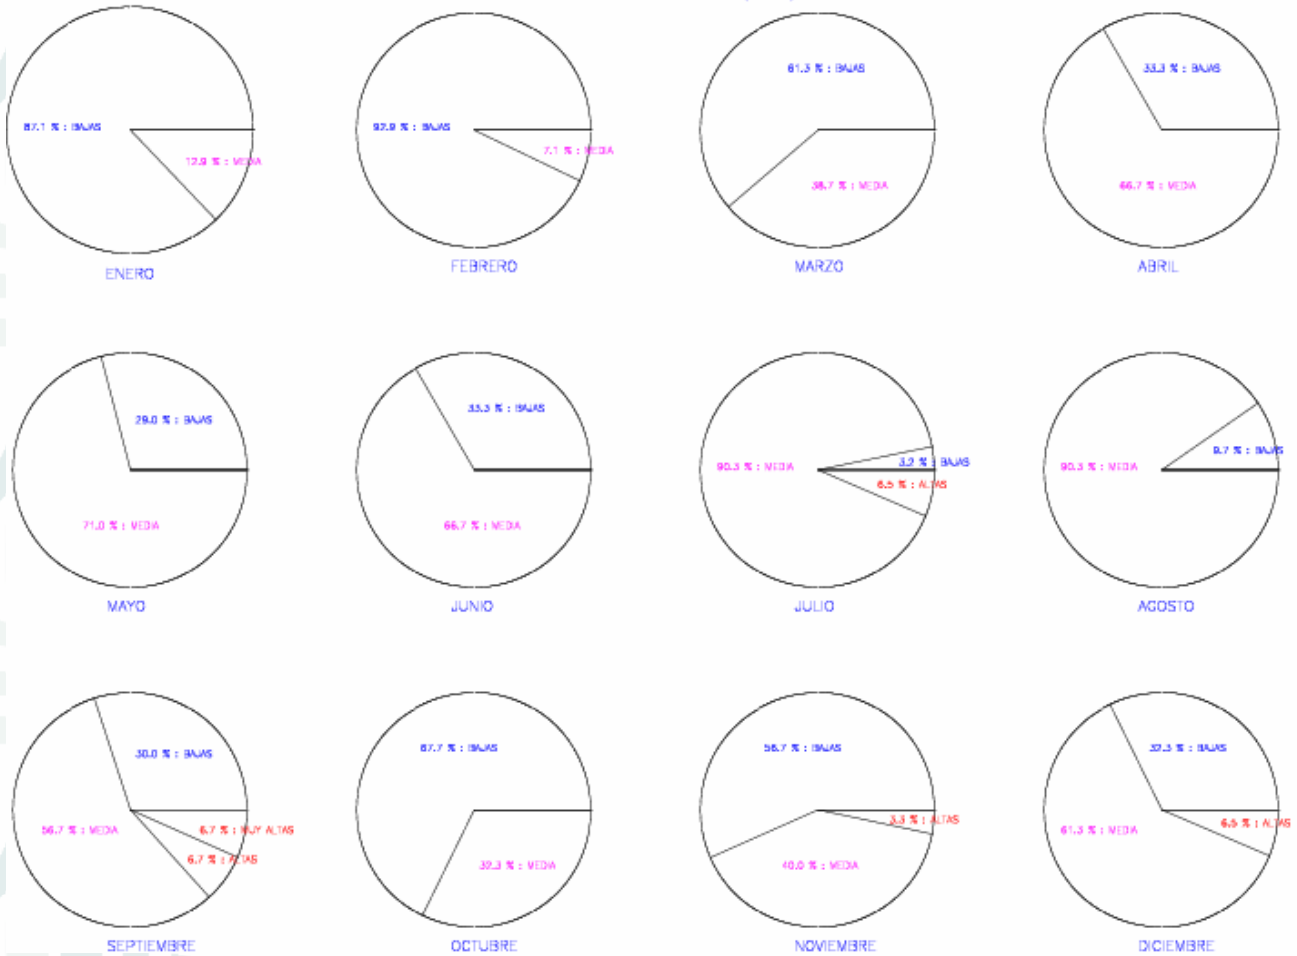 87.1 % : BAJAS
12.9 % : MEDIA
ENERO
92.9 % : BAJAS
7.1 % : MEDIA
FEBRERO
61.3 % : BAJAS
38.7 % : MEDIA
MARZO
33.3 % : BAJAS
66.7 % : MEDIA
ABRIL
29.0 % : BAJAS
71.0 % : MEDIA
MAYO
33.3 % : BAJAS
66.7 % : MEDIA
JUNIO
3.2 % : BAJAS
90.3 % : MEDIA
6.5 % : ALTAS
JULIO
9.7 % : BAJAS
90.3 % : MEDIA
AGOSTO
30.0 % : BAJAS
56.7 % : MEDIA
6.7 % : MUY ALTAS
6.7 % : ALTAS
SEPTIEMBRE
67.7 % : BAJAS
32.3 % : MEDIA
OCTUBRE
56.7 % : BAJAS
3.3 % : ALTAS
40.0 % : MEDIA
NOVIEMBRE
32.3 % : BAJAS
6.5 % : ALTAS
61.3 % : MEDIA
DICIEMBRE